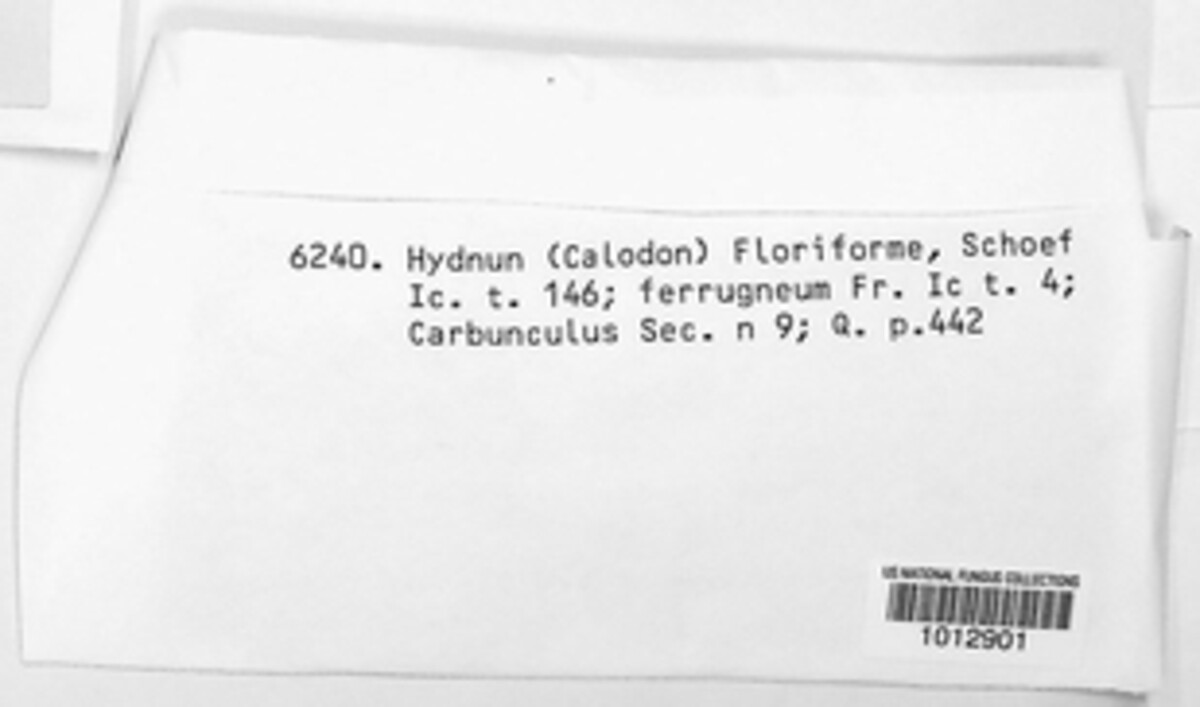 6240. Hydnun (Calodon) Floriforme, Schoef
Ic. t. 146; ferrugneum Fr. Ic t. 4;
Carbunculus Sec. n 9; Q. p.442
US NATIONAL FUNGUS COLLECTIONS
1012901